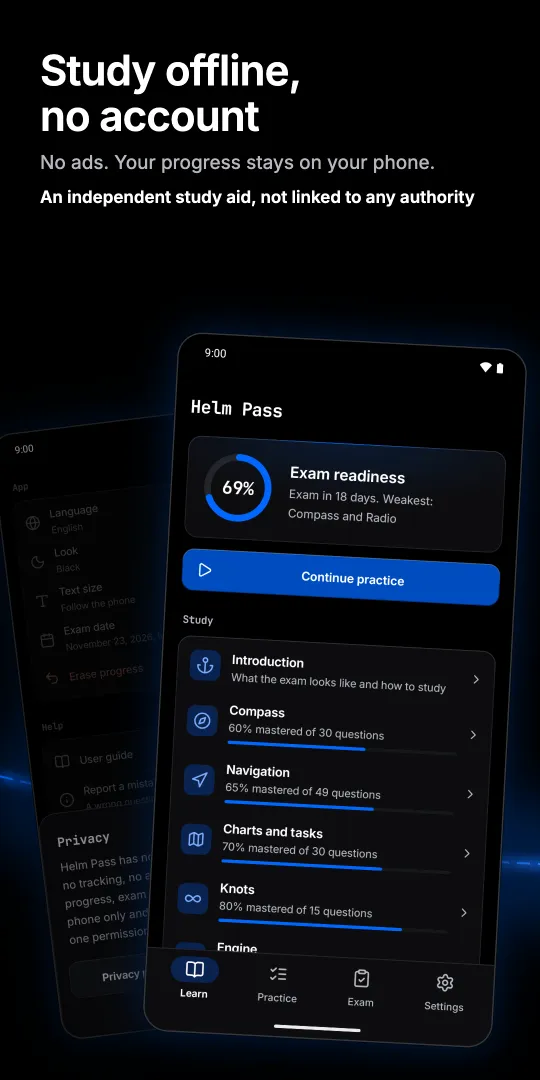 Study offline,
no account
No ads. Your progress stays on your phone.
An independent study aid, not linked to any authority
9:00
Helm Pass
69%
Exam readiness
Exam in 18 days. Weakest:
Compass and Radio
Continue practice
Study
Introduction
What the exam looks like and how to study
Compass
60% mastered of 30 questions
Navigation
65% mastered of 49 questions
Charts and tasks
70% mastered of 30 questions
Knots
80% mastered of 15 questions
Engine
Learn
Practice
Exam
Settings
9:00
App
Language
English
Look
Black
Text size
Follow the phone
Exam date
November 23, 2026,
Erase progress
Help
User guide
Report a mista
A wrong questi
Privacy
Helm Pass has no
no tracking, no
progress, exam
phone only and
one permission
Privacy